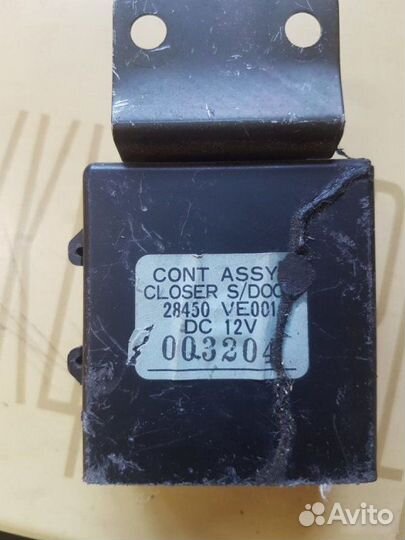 CONT ASSY
CLOSER S/DOO
28450 VE001
DC 12V
003204
Avito